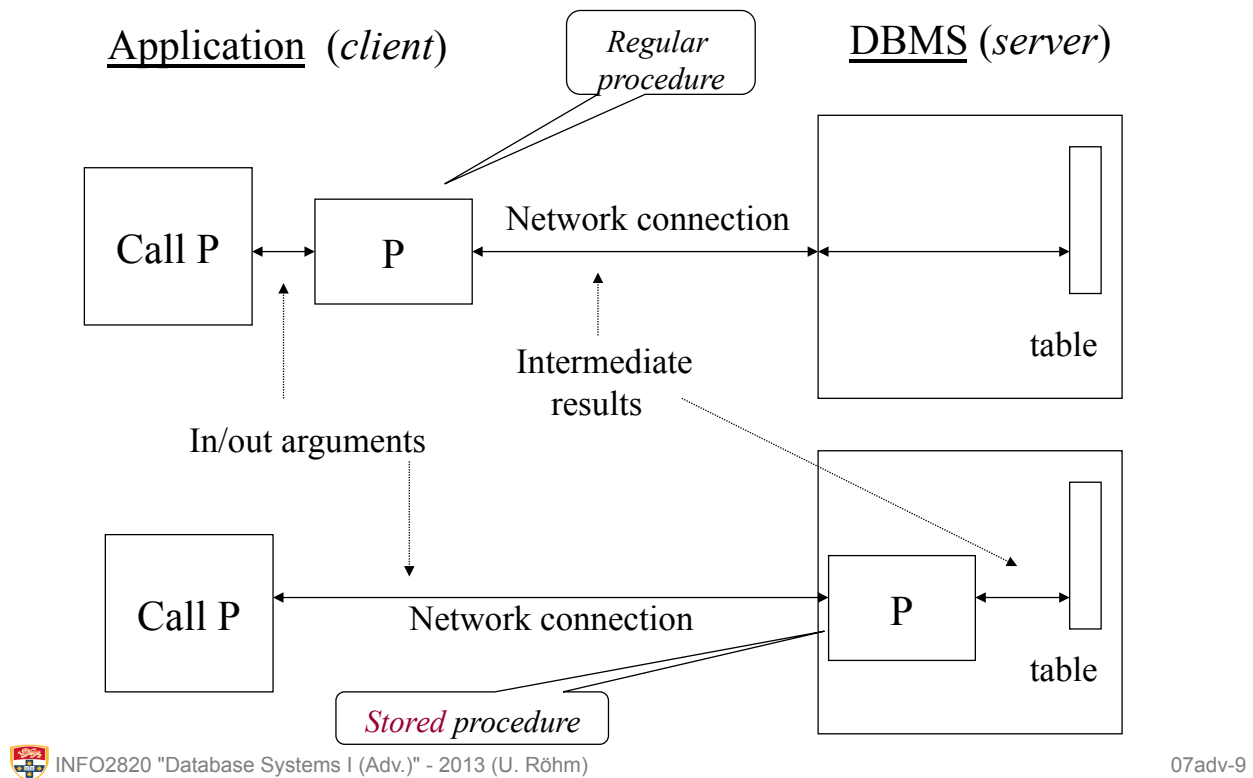 Application (client)
Regular
procedure
DBMS (server)
Call P
P
Network connection
table
Intermediate
results
In/out arguments
Call P
Network connection
P
table
Stored procedure
INFO2820 "Database Systems I (Adv.)" - 2013 (U. Röhm)
07adv-9